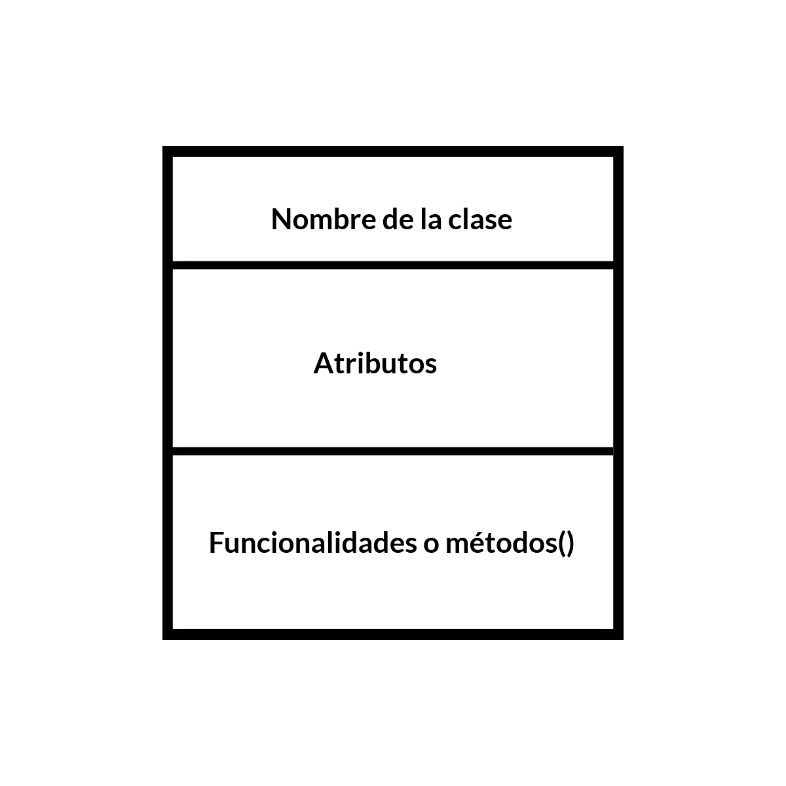 Nombre de la clase
Atributos
Funcionalidades o métodos()